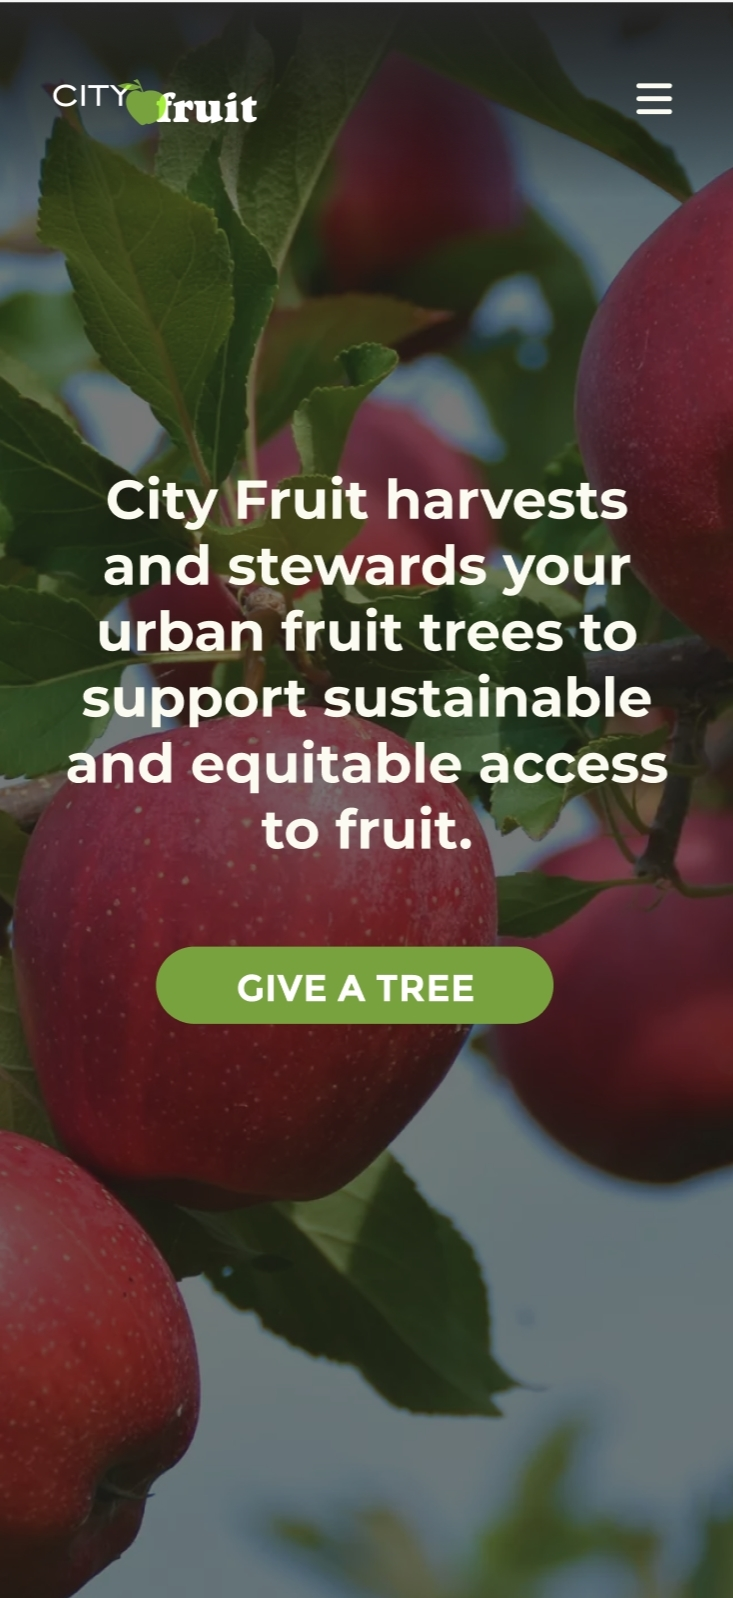 CITY fruit
City Fruit harvests
and stewards your
urban fruit trees to
support sustainable
and equitable access
to fruit.
GIVE A TREE